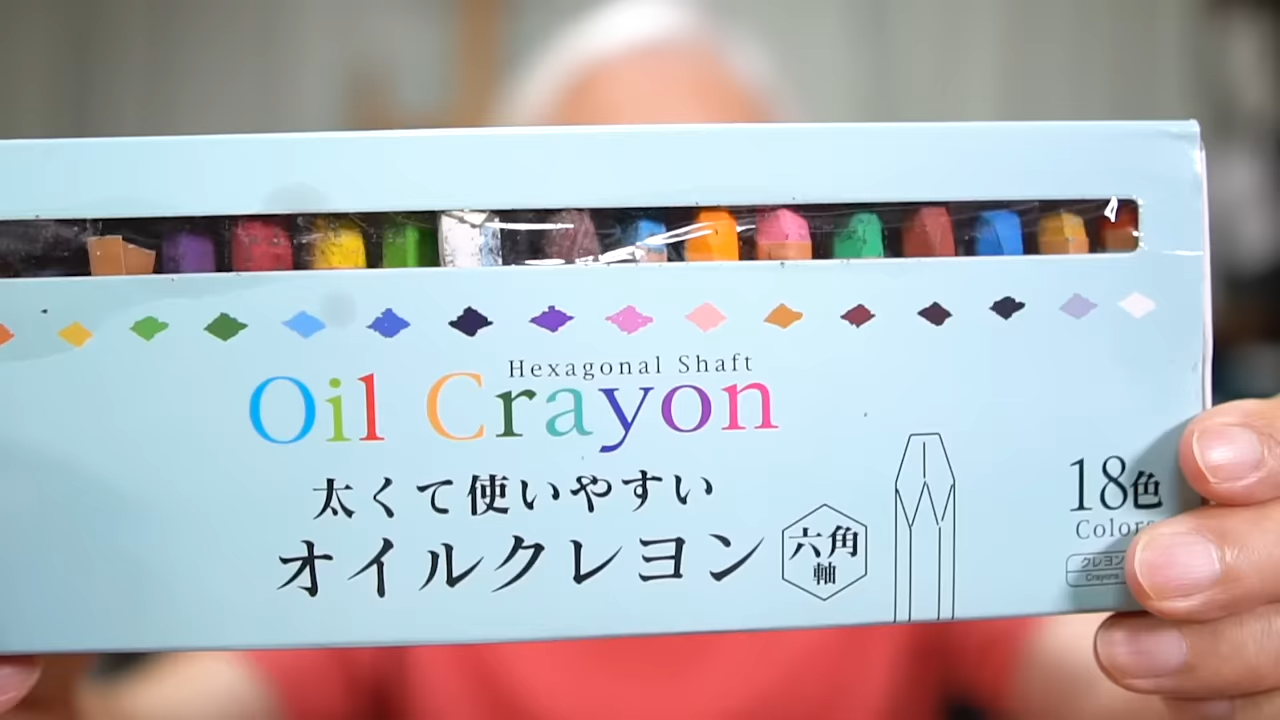 Hexagonal Shaft
Oil Crayon
太くて使いやすい
オイルクレヨン
六角
軸
18色
Colors
クレヨン
Crayons